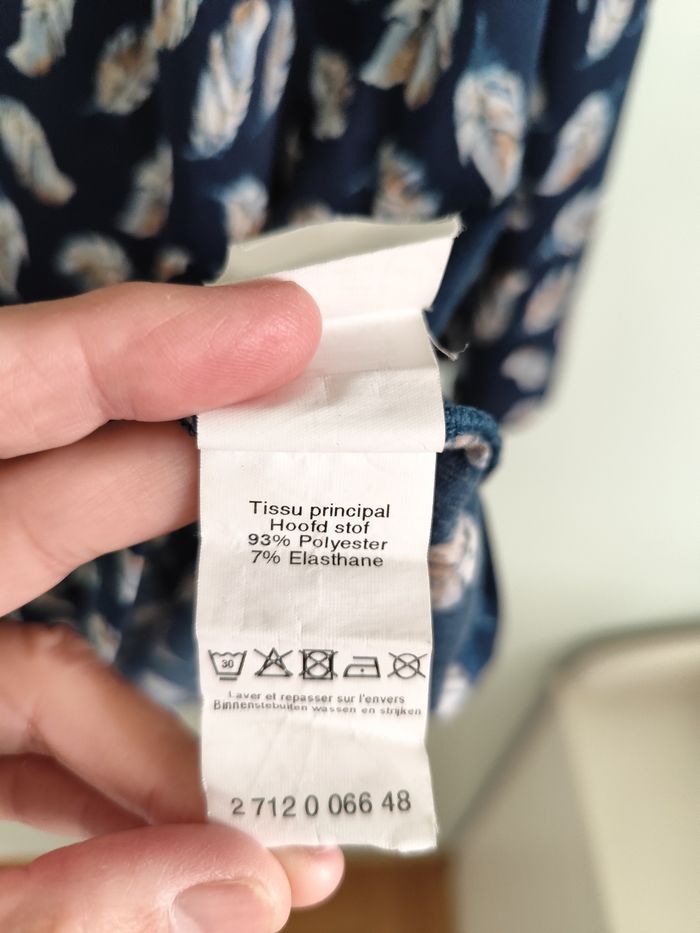 Tissu principal
Hoofd stof
93% Polyester
7% Elasthane
30
Laver et repasser sur l'envers
Binnenstebuiten wassen en strijken
2 712 0 066 48